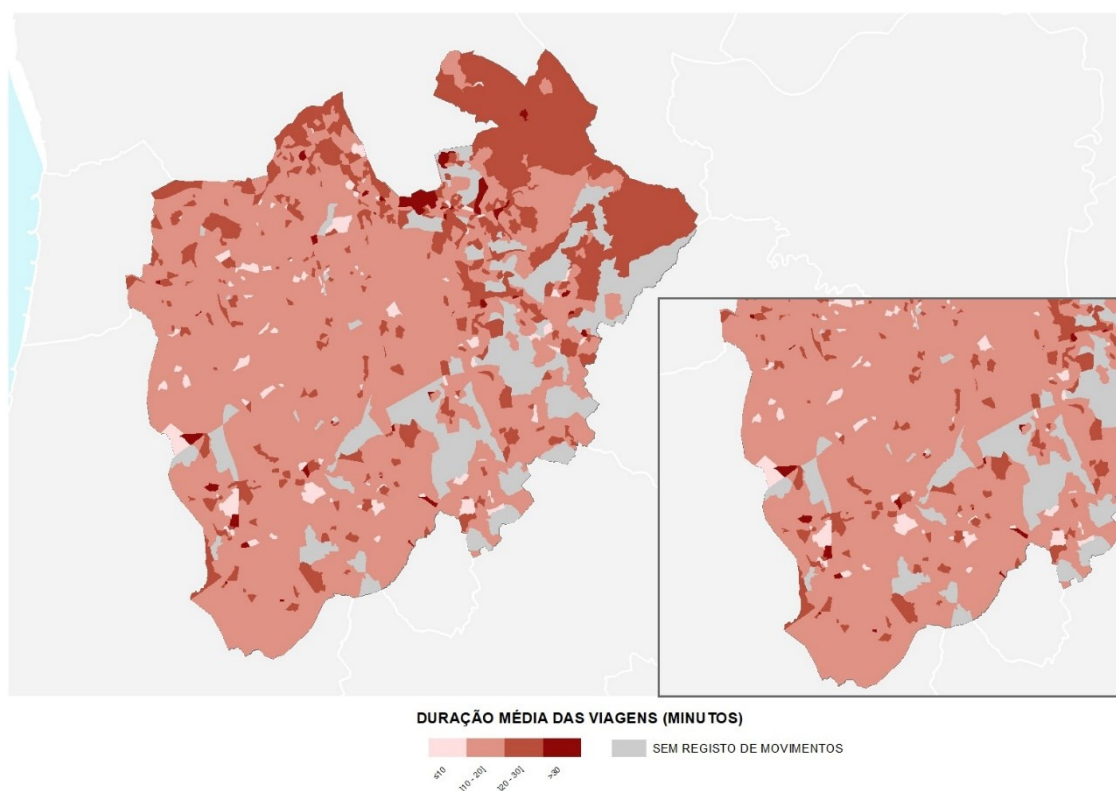 DURAÇÃO MÉDIA DAS VIAGENS (MINUTOS)
≤10
]10 - 20]
]20 - 30]
>30
SEM REGISTO DE MOVIMENTOS